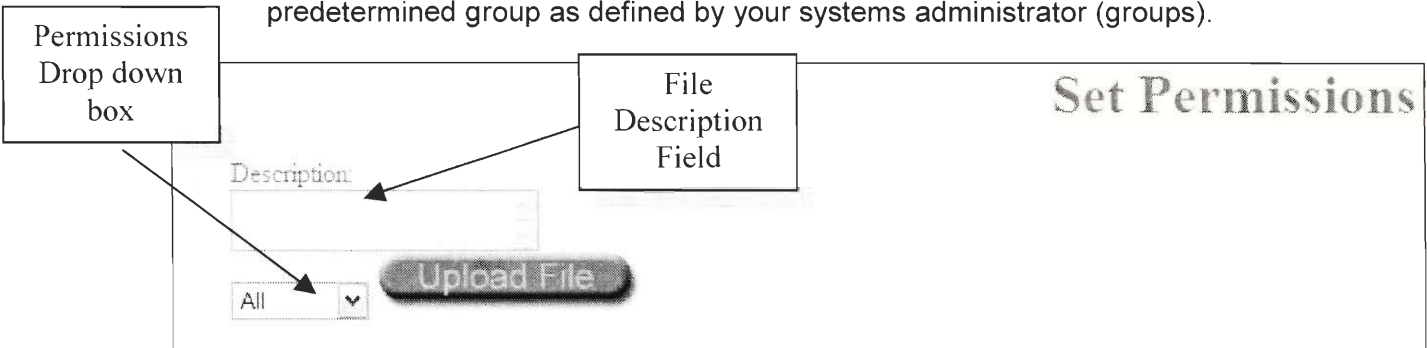 predetermined group as defined by your systems administrator (groups).
Permissions
Drop down
box
File
Description
Field
Set Permissions
Description:
Upload File
All